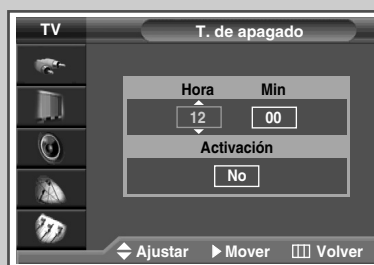 TV T. de apagado
Hora Min
12 00
Activación
No
Ajustar Mover Volver